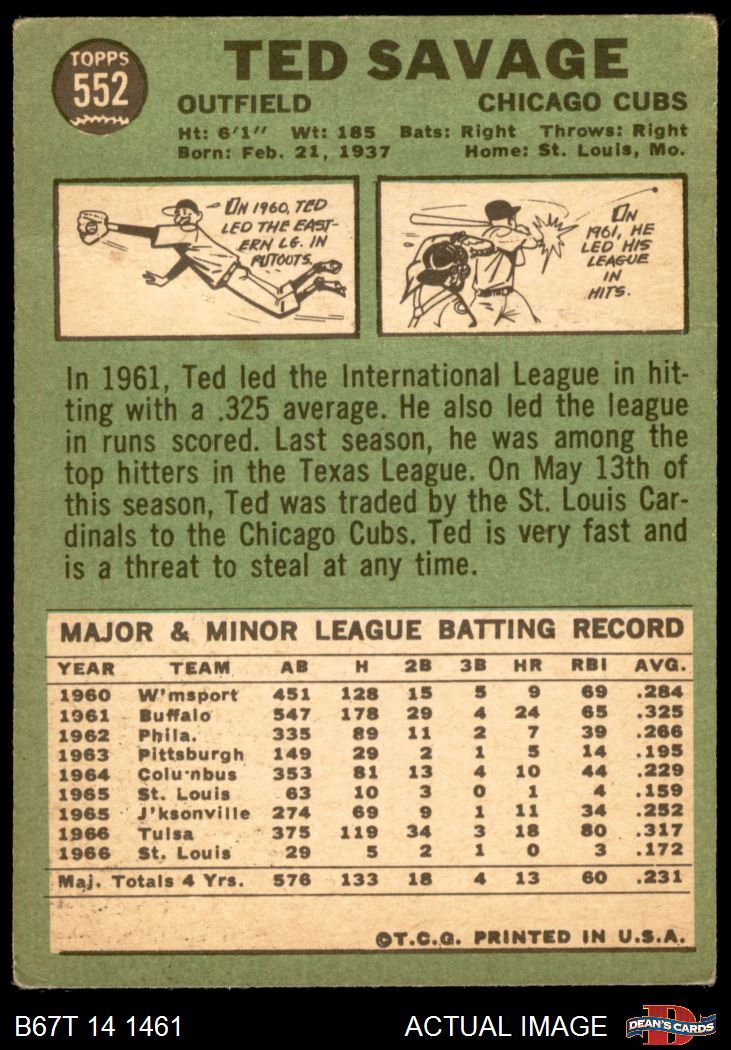 TOPPS
552
TED SAVAGE
OUTFIELD CHICAGO CUBS
Ht: 6'1'' Wt: 185 Bats: Right Throws: Right
Born: Feb. 21, 1937 Home: St. Louis, Mo.
IN 1960, TED
LED THE EAST-
ERN LG. IN
PUTOUTS.
IN
1961, HE
LED HIS
LEAGUE
IN
HITS.
In 1961, Ted led the International League in hit-
ting with a .325 average. He also led the league
in runs scored. Last season, he was among the
top hitters in the Texas League. On May 13th of
this season, Ted was traded by the St. Louis Car-
dinals to the Chicago Cubs. Ted is very fast and
is a threat to steal at any time.
MAJOR & MINOR LEAGUE BATTING RECORD
YEAR TEAM AB H 2B 3B HR RBI AVG.
1960 W'msport 451 128 15 5 9 69 .284
1961 Buffalo 547 178 29 4 24 65 .325
1962 Phila. 335 89 11 2 7 39 .266
1963 Pittsburgh 149 29 2 1 5 14 .195
1964 Columbus 353 81 13 4 10 44 .229
1965 St. Louis 63 10 3 0 1 4 .159
1965 J'ksonville 274 69 9 1 11 34 .252
1966 Tulsa 375 119 34 3 18 80 .317
1966 St. Louis 29 5 2 1 0 3 .172
Maj. Totals 4 Yrs. 576 133 18 4 13 60 .231
©T.C.G. PRINTED IN U.S.A.
B67T 14 1461 ACTUAL IMAGE
D
DEAN'S CARDS